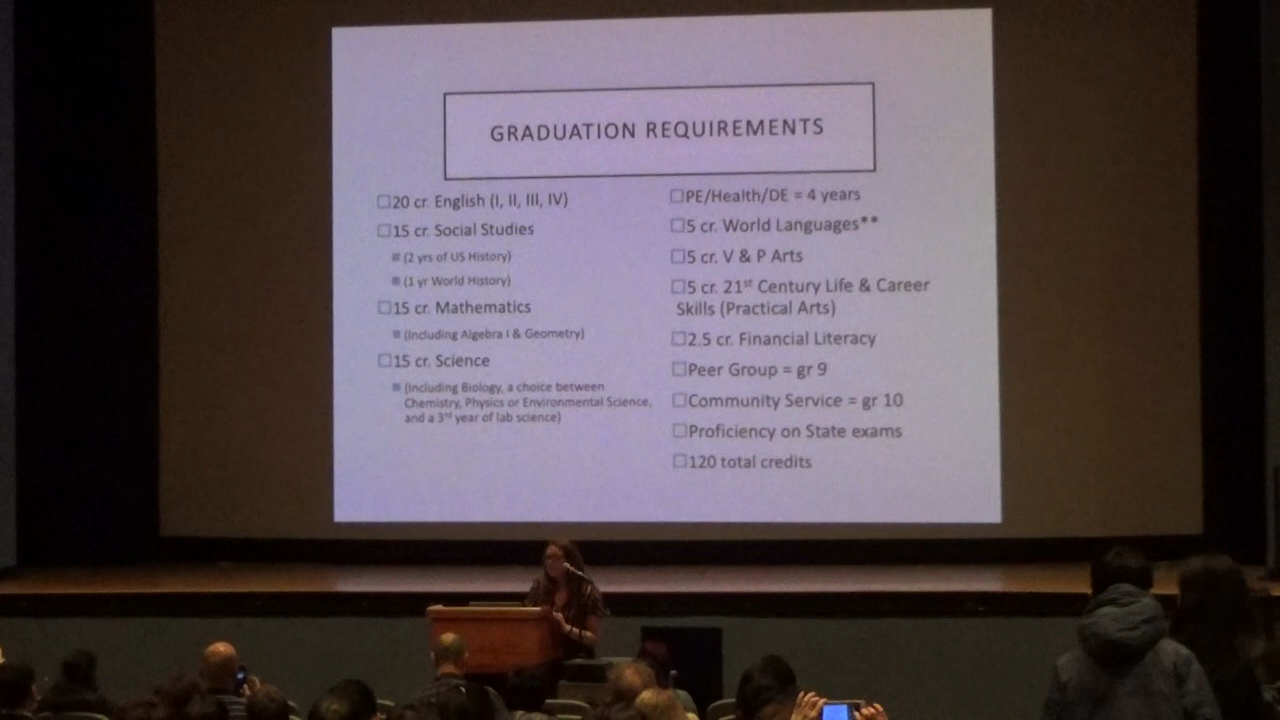 GRADUATION REQUIREMENTS
20 cr. English (I, II, III, IV)
15 cr. Social Studies
(2 yrs of US History)
(1 yr World History)
15 cr. Mathematics
(Including Algebra I & Geometry)
15 cr. Science
(Including Biology, a choice between
Chemistry, Physics or Environmental Science,
and a 3rd year of lab science)
PE/Health/DE = 4 years
5 cr. World Languages**
5 cr. V & P Arts
5 cr. 21st Century Life & Career
Skills (Practical Arts)
2.5 cr. Financial Literacy
Peer Group = gr 9
Community Service = gr 10
Proficiency on State exams
120 total credits